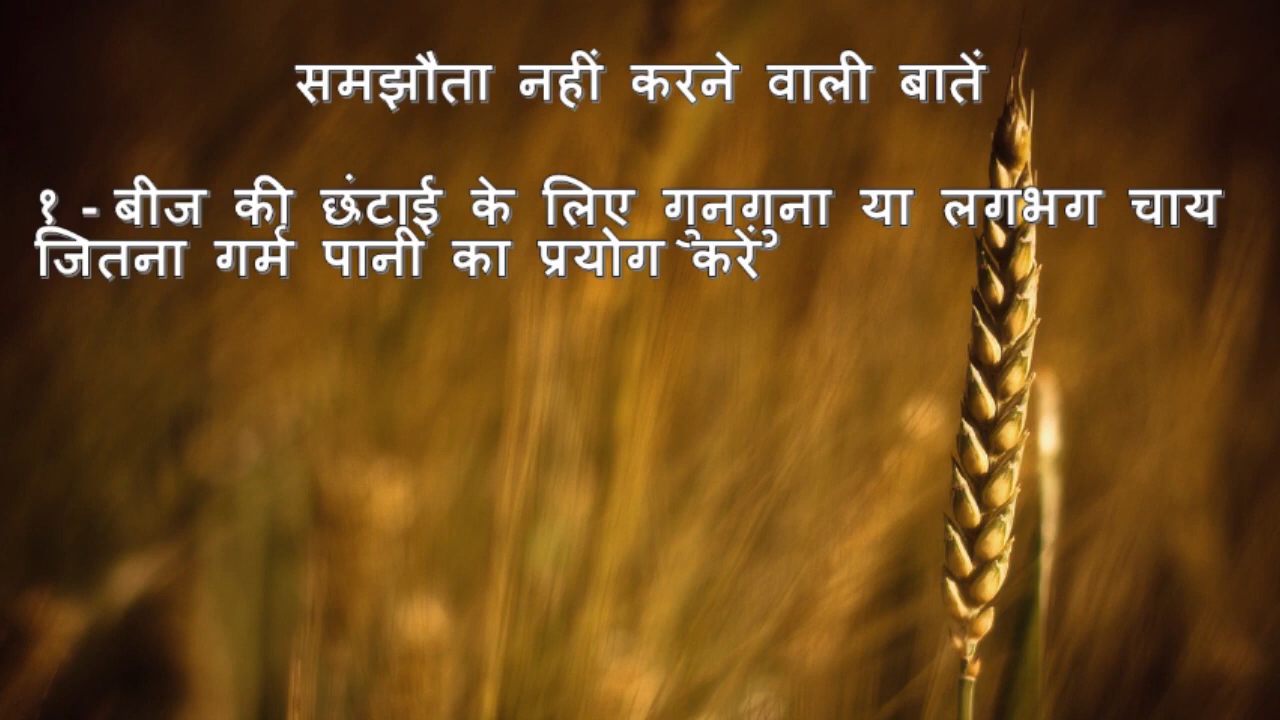 समझौता नहीं करने वाली बातें
१ - बीज की छंटाई के लिए गुनगुना या लगभग चाय
जितना गर्म पानी का प्रयोग करें